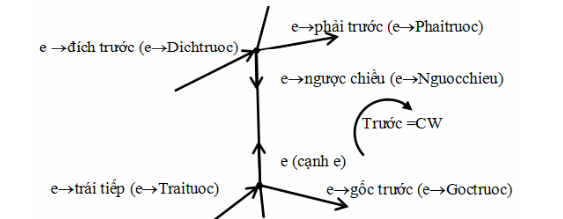 e→phải trước (e→Phaitruoc)
e →đích trước (e→Dichtruoc)
e→ngược chiều (e→Nguocchieu)
Trước =CW
e (cạnh e)
e→trái tiếp (e→Traituoc)
e→gốc trước (e→Goctruoc)